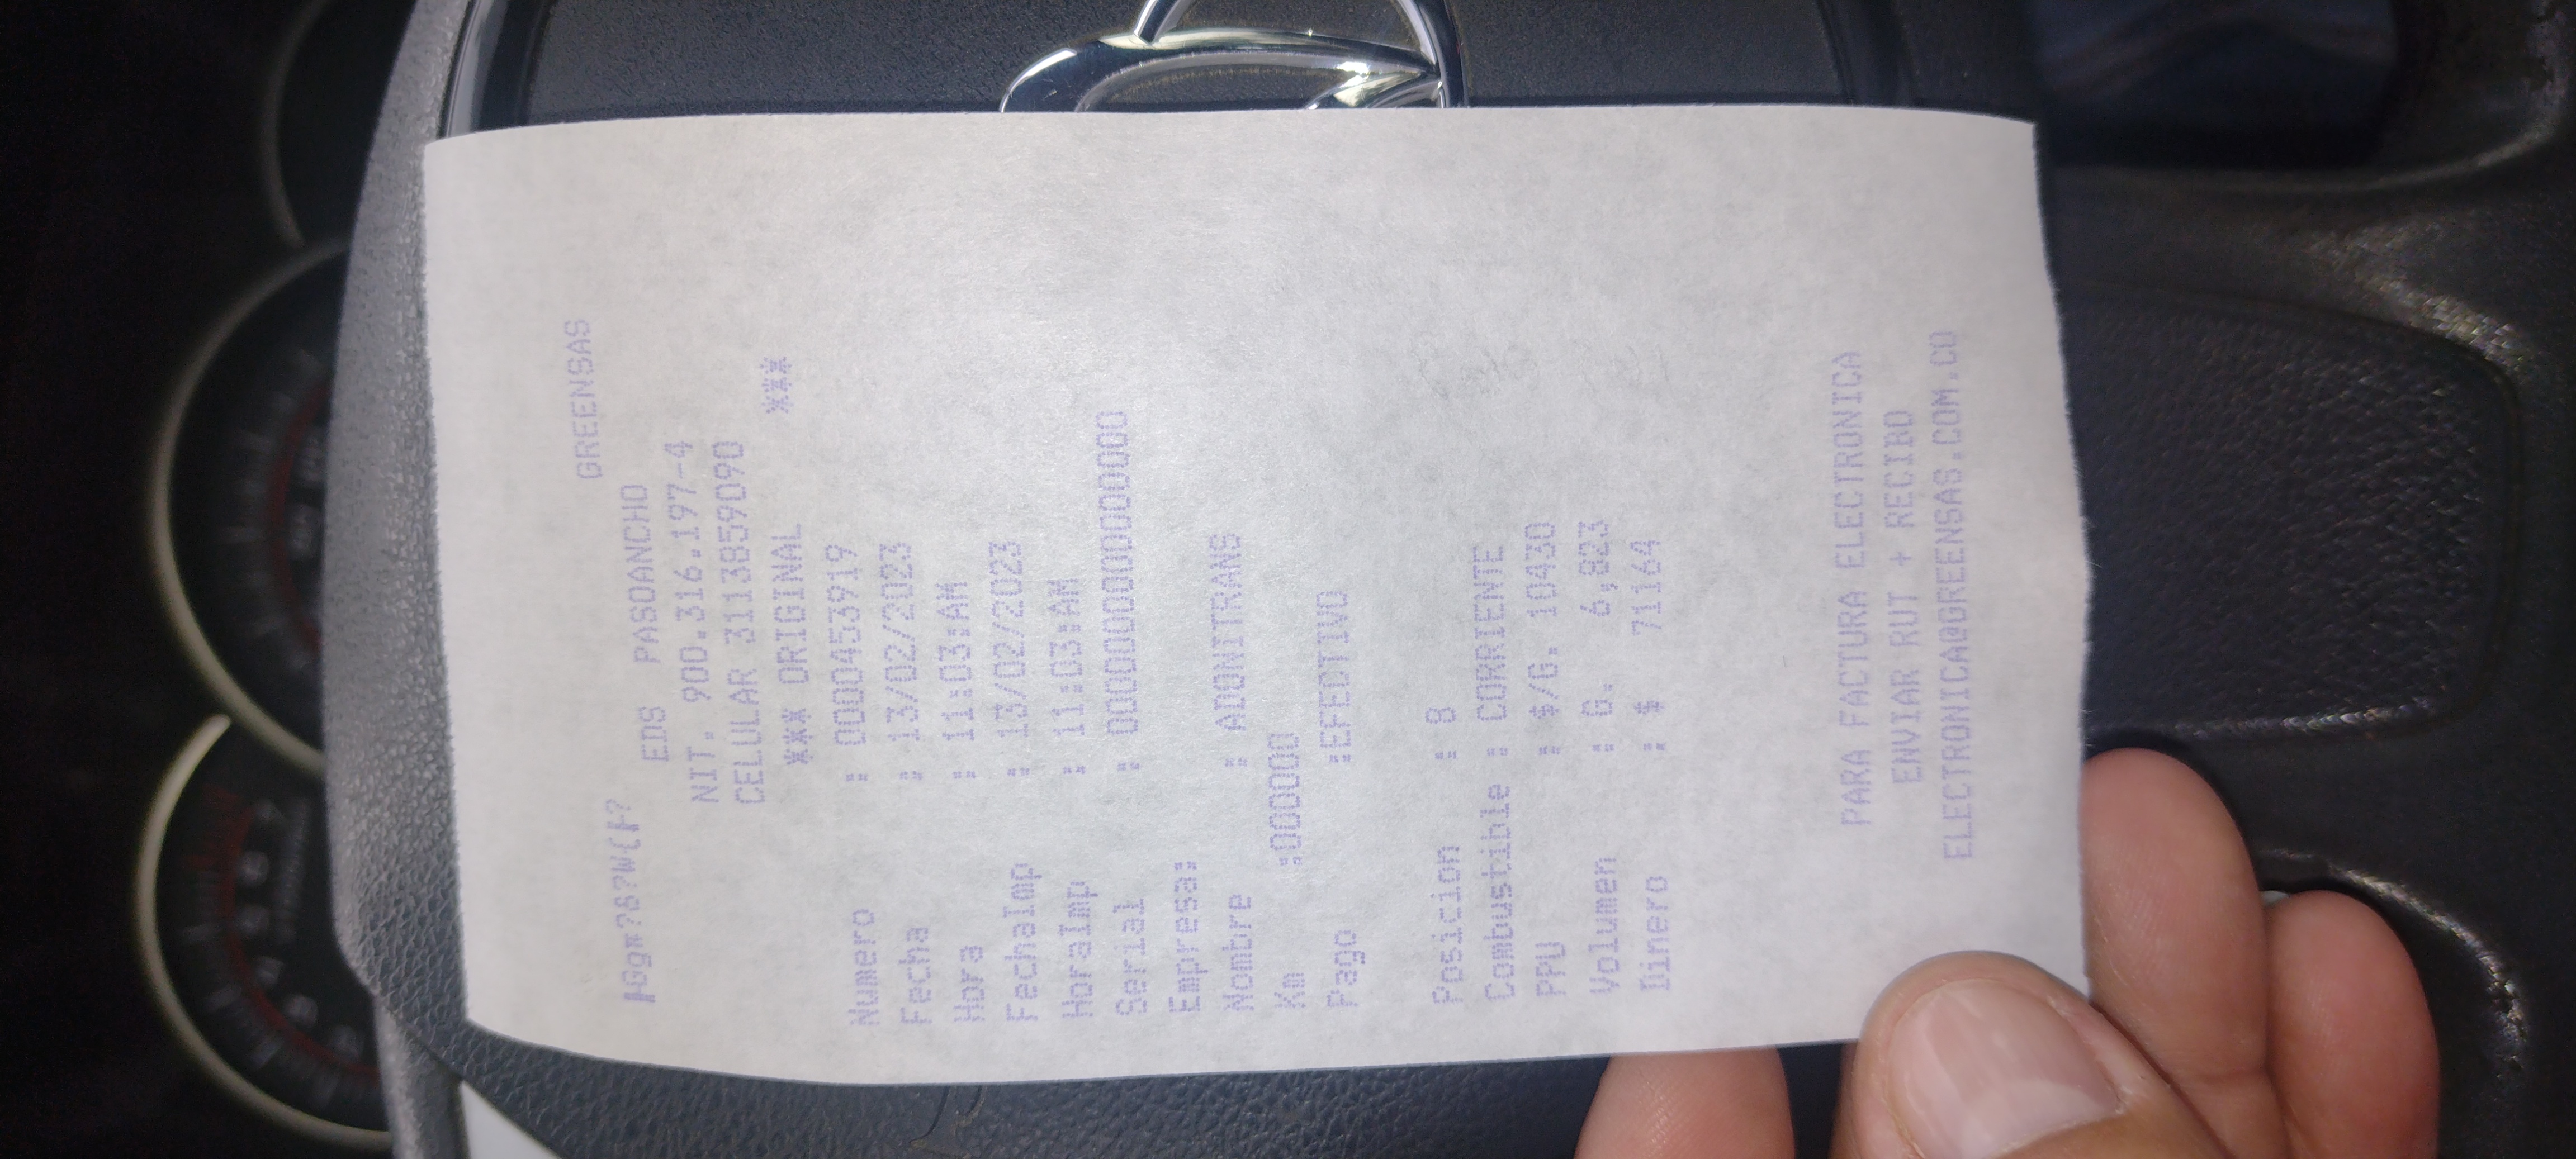 GREENSAS
EDS PASOANCHO
NIT. 900.316.197-4
CELULAR 3113859090
*** ORIGINAL ***
Numero : 0000453919
Fecha : 13/02/2023
Hora : 11:03:AM
FechaImp : 13/02/2023
HoraImp : 11:03:AM
Serial : 0000000000000000
Empresa:
Nombre : ADONITRANS
Km :000000
Pago :EFECTIVO
Posicion : 8
Combustible : CORRIENTE
PPU : $/G. 10430
Volumen : G. 6,823
Dinero : $ 71164
PARA FACTURA ELECTRONICA
ENVIAR RUT + RECIBO
ELECTRONICA@GREENSAS.COM.CO